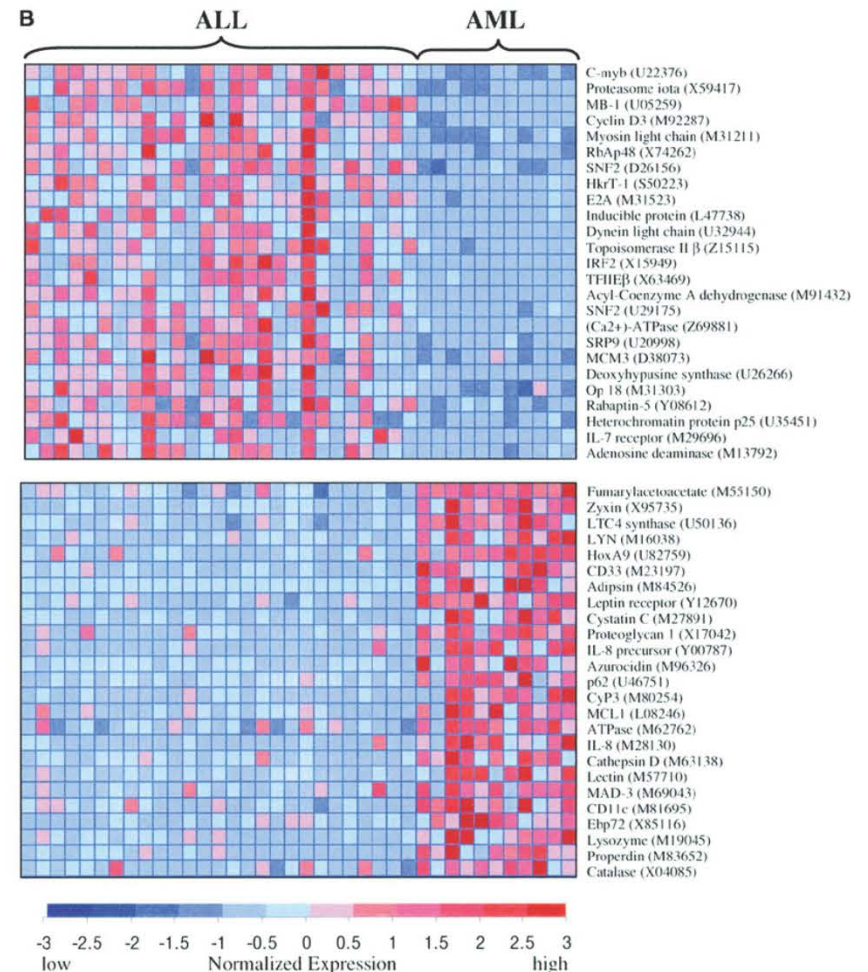 B
ALL AML
C-myb (U22376)
Proteasome iota (X59417)
MB-1 (U05259)
Cyclin D3 (M92287)
Myosin light chain (M31211)
RbAp48 (X74262)
SNF2 (D26156)
HkrT-1 (S50223)
E2A (M31523)
Inducible protein (L47738)
Dynein light chain (U32944)
Topoisomerase II β (Z15115)
IRF2 (X15949)
TFIIEβ (X63469)
Acyl-Coenzyme A dehydrogenase (M91432)
SNF2 (U29175)
(Ca2+)-ATPase (Z69881)
SRP9 (U20998)
MCM3 (D38073)
Deoxyhypusine synthase (U26266)
Op 18 (M31303)
Rabaptin-5 (Y08612)
Heterochromatin protein p25 (U35451)
IL-7 receptor (M29696)
Adenosine deaminase (M13792)
Fumarylacetoacetate (M55150)
Zyxin (X95735)
LTC4 synthase (U50136)
LYN (M16038)
HoxA9 (U82759)
CD33 (M23197)
Adipsin (M84526)
Leptin receptor (Y12670)
Cystatin C (M27891)
Proteoglycan 1 (X17042)
IL-8 precursor (Y00787)
Azurocidin (M96326)
p62 (U46751)
CyP3 (M80254)
MCL1 (L08246)
ATPase (M62762)
IL-8 (M28130)
Cathepsin D (M63138)
Lectin (M57710)
MAD-3 (M69043)
CD11c (M81695)
Ebp72 (X85116)
Lysozyme (M19045)
Properdin (M83652)
Catalase (X04085)
-3 -2.5 -2 -1.5 -1 -0.5 0 0.5 1 1.5 2 2.5 3
low Normalized Expression high